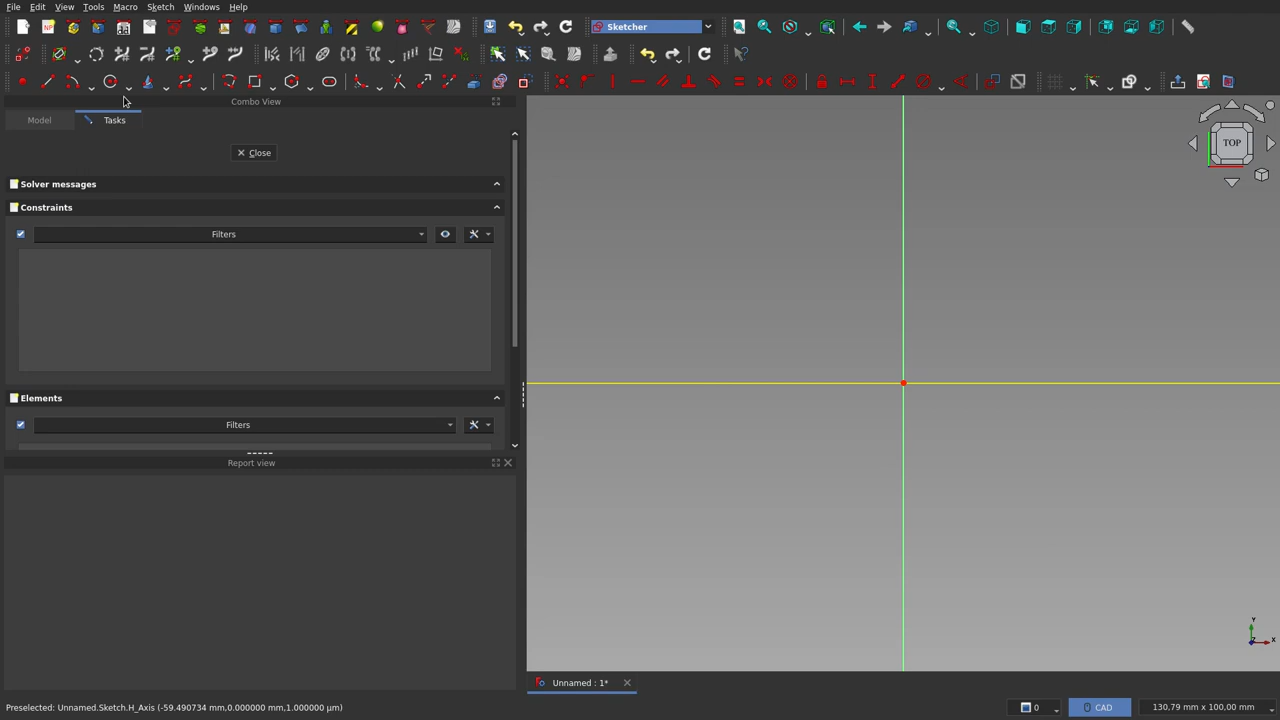 File Edit View Tools Macro Sketch Windows Help
Sketcher
Combo View
Model Tasks
Close
Solver messages
Constraints
Filters
Elements
Filters
Report view
TOP
Y
X
Unnamed : 1*
Preselected: Unnamed.Sketch.H_Axis (-59.490734 mm,0.000000 mm,1.000000 µm)
0 CAD 130,79 mm x 100,00 mm